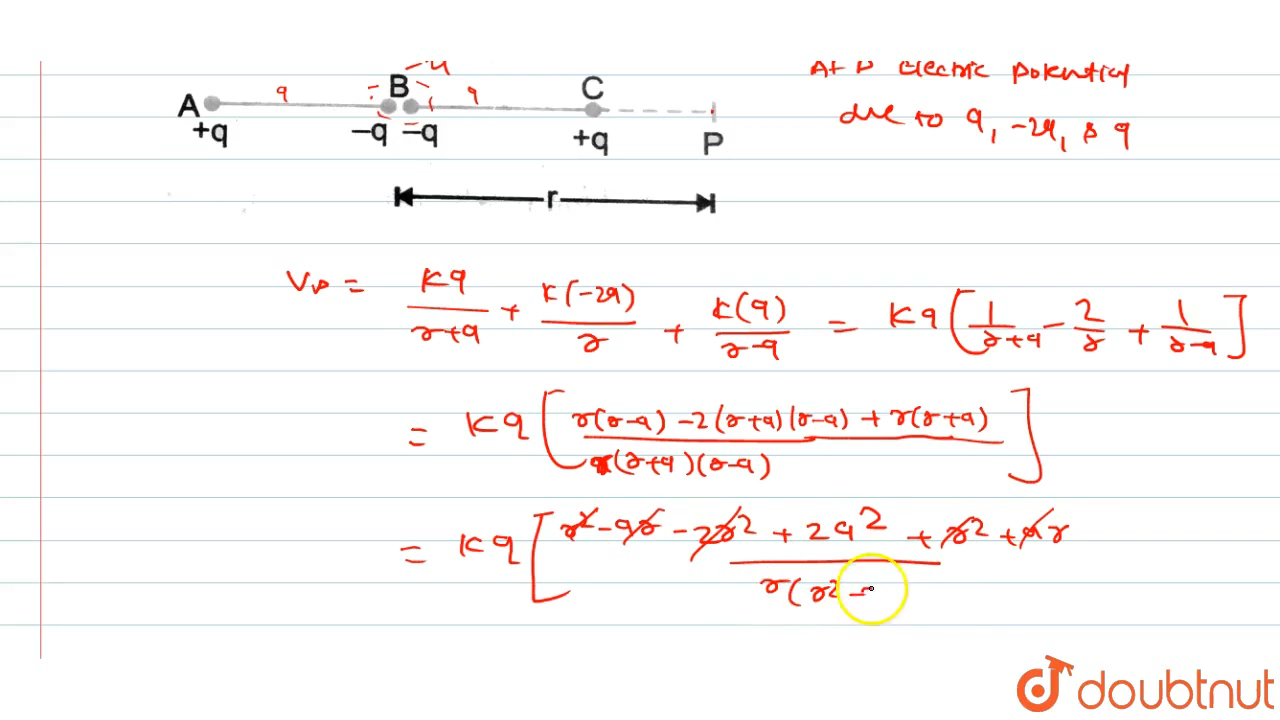 At P Electric Potential
due to q, -2q, & q
A a B a C
+q -q -q +q P
r
Vp = Kq/(r+a) + K(-2q)/r + K(q)/(r-a) = Kq[1/(r+a) - 2/r + 1/(r-a)]
= Kq[(r(r-a) - 2(r+a)(r-a) + r(r+a))/(r(r+a)(r-a))]
= Kq[r² - ar - 2r² + 2a² + r² + ar
r(r² -
doubtnut